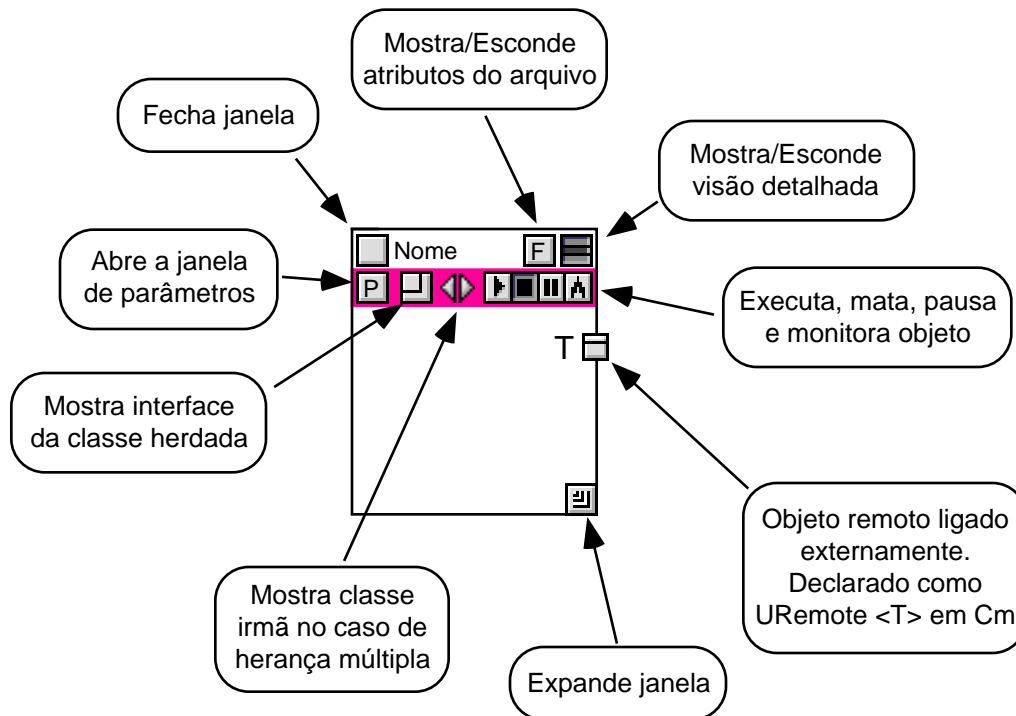 Mostra/Esconde
atributos do arquivo
Fecha janela
Mostra/Esconde
visão detalhada
Nome
F
Abre a janela
de parâmetros
P
Executa, mata, pausa
e monitora objeto
T
Mostra interface
da classe herdada
Objeto remoto ligado
externamente.
Declarado como
URemote <T> em Cm
Mostra classe
irmã no caso de
herança múltipla
Expande janela